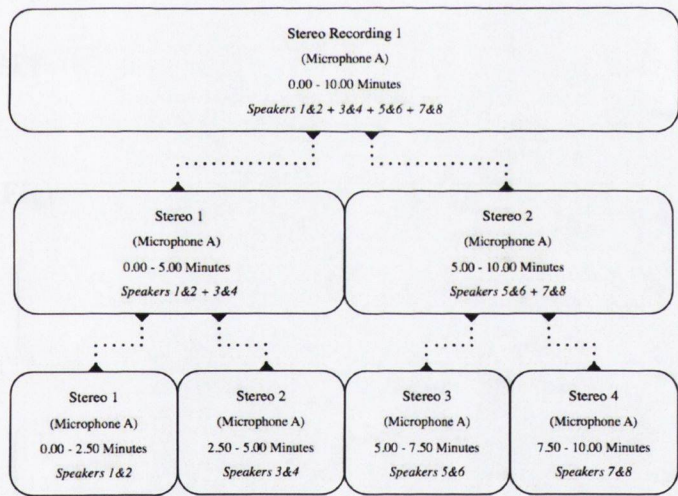 Stereo Recording 1
(Microphone A)
0.00 - 10.00 Minutes
Speakers 1&2 + 3&4 + 5&6 + 7&8
Stereo 1
(Microphone A)
0.00 - 5.00 Minutes
Speakers 1&2 + 3&4
Stereo 2
(Microphone A)
5.00 - 10.00 Minutes
Speakers 5&6 + 7&8
Stereo 1
(Microphone A)
0.00 - 2.50 Minutes
Speakers 1&2
Stereo 2
(Microphone A)
2.50 - 5.00 Minutes
Speakers 3&4
Stereo 3
(Microphone A)
5.00 - 7.50 Minutes
Speakers 5&6
Stereo 4
(Microphone A)
7.50 - 10.00 Minutes
Speakers 7&8